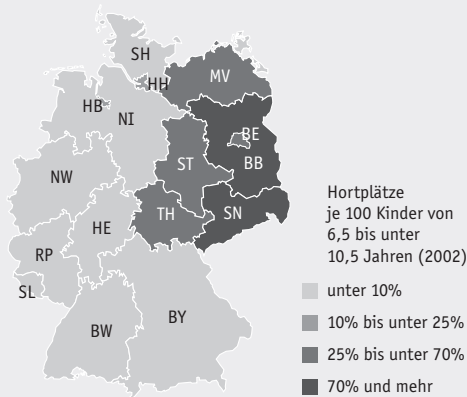 SH
MV
HH
HB
NI
BE
BB
ST
NW
SN
TH
HE
RP
SL
BY
BW
Hortplätze
je 100 Kinder von
6,5 bis unter
10,5 Jahren (2002)
unter 10%
10% bis unter 25%
25% bis unter 70%
70% und mehr